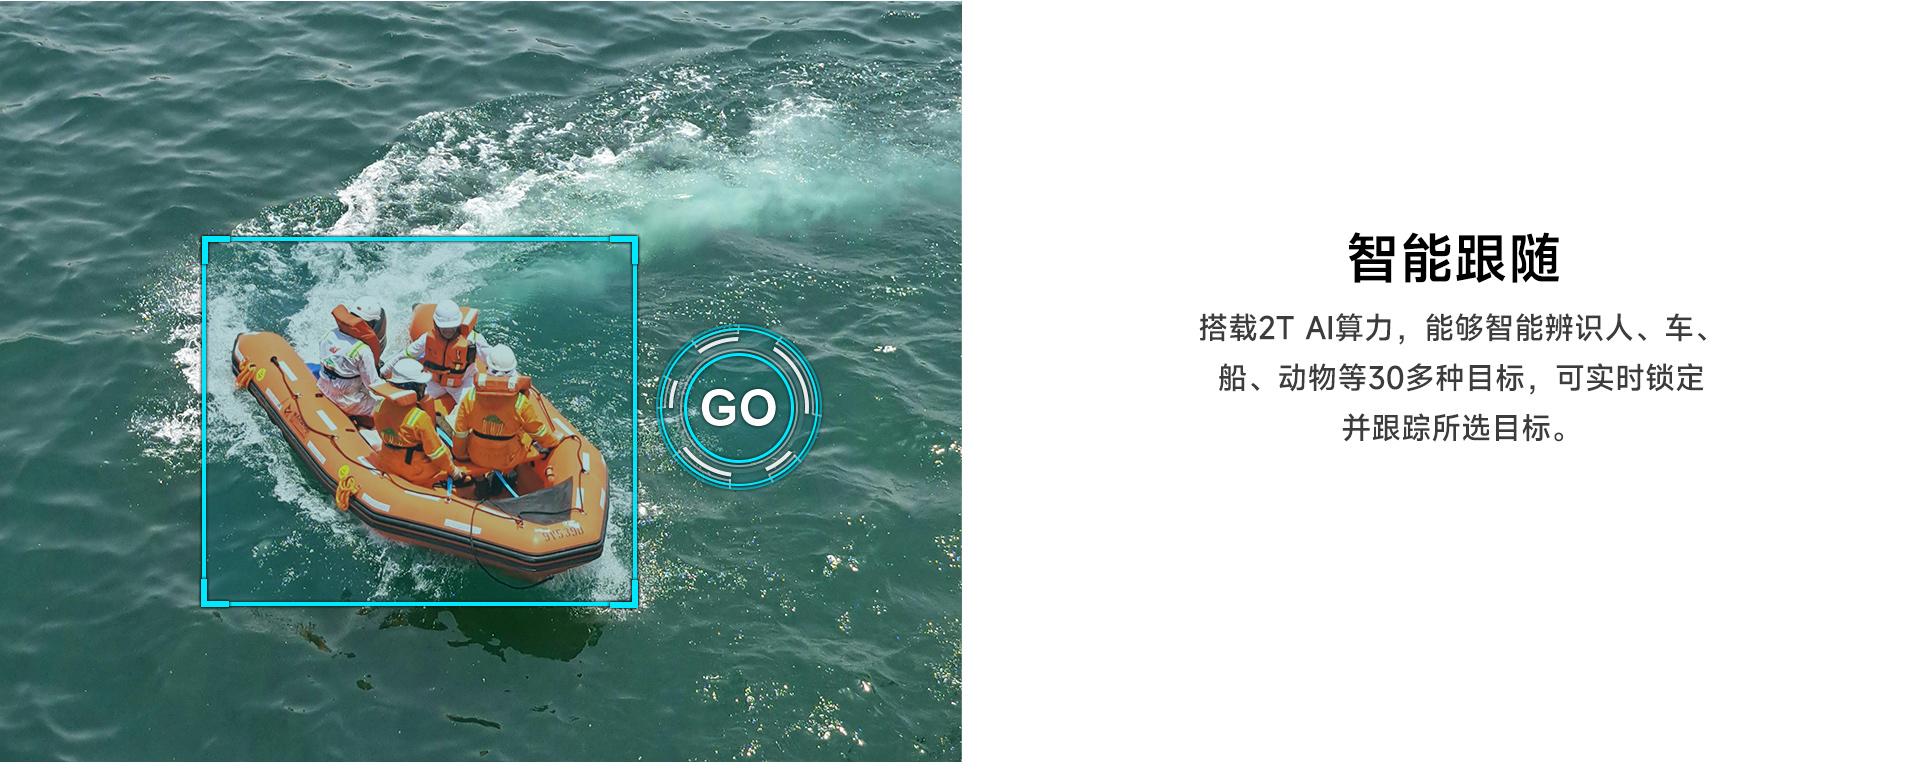 GO
智能跟随
搭载2T AI算力，能够智能辨识人、车、
船、动物等30多种目标，可实时锁定
并跟踪所选目标。